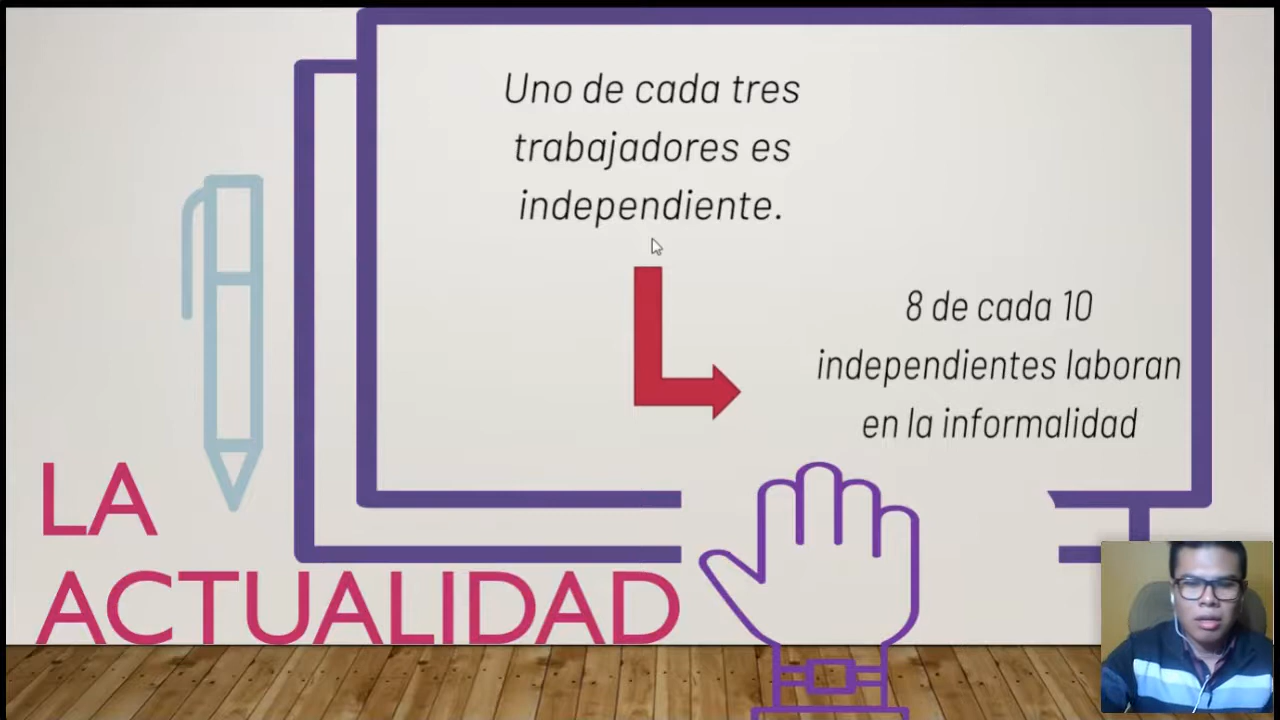 Uno de cada tres
trabajadores es
independiente.
8 de cada 10
independientes laboran
en la informalidad
LA
ACTUALIDAD